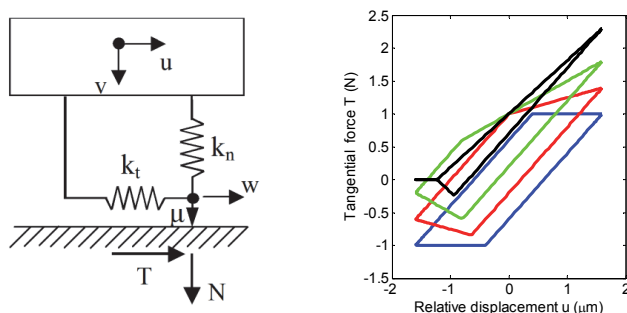 u
v
k_n
k_t
w
μ
T
N
Tangential force T (N)
2.5
2
1.5
1
0.5
0
-0.5
-1
-1.5
-2 -1 0 1 2
Relative displacement u (μm)